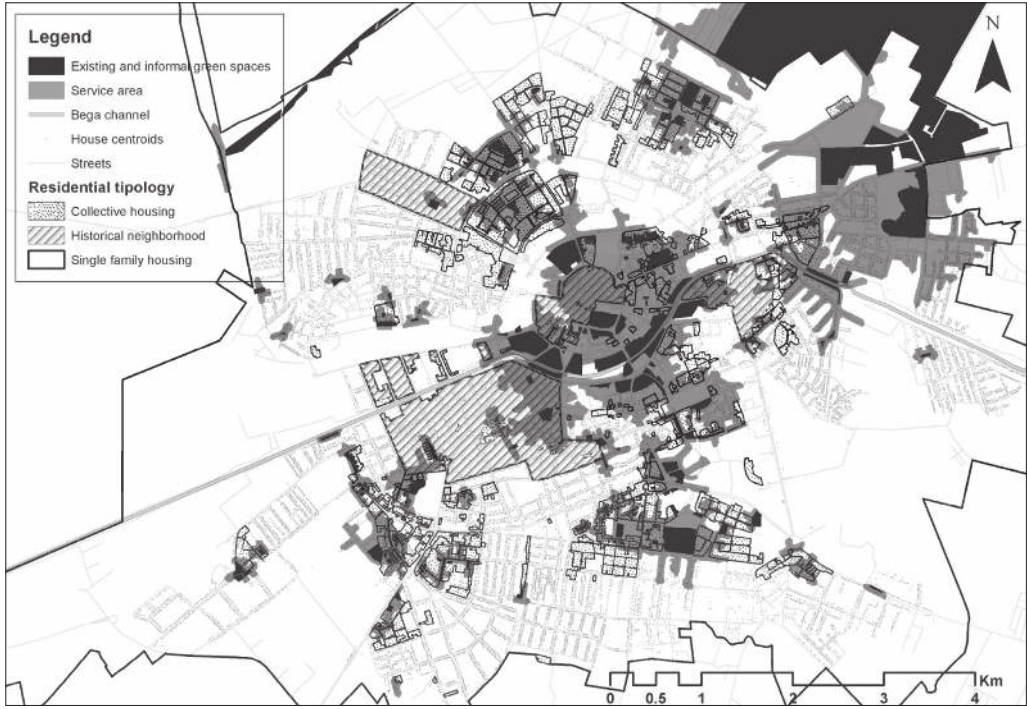 Legend
Existing and informal green spaces
Service area
Bega channel
House centroids
Streets
Residential tipology
Collective housing
Historical neighborhood
Single family housing
N
Km
0 0.5 1 2 3 4